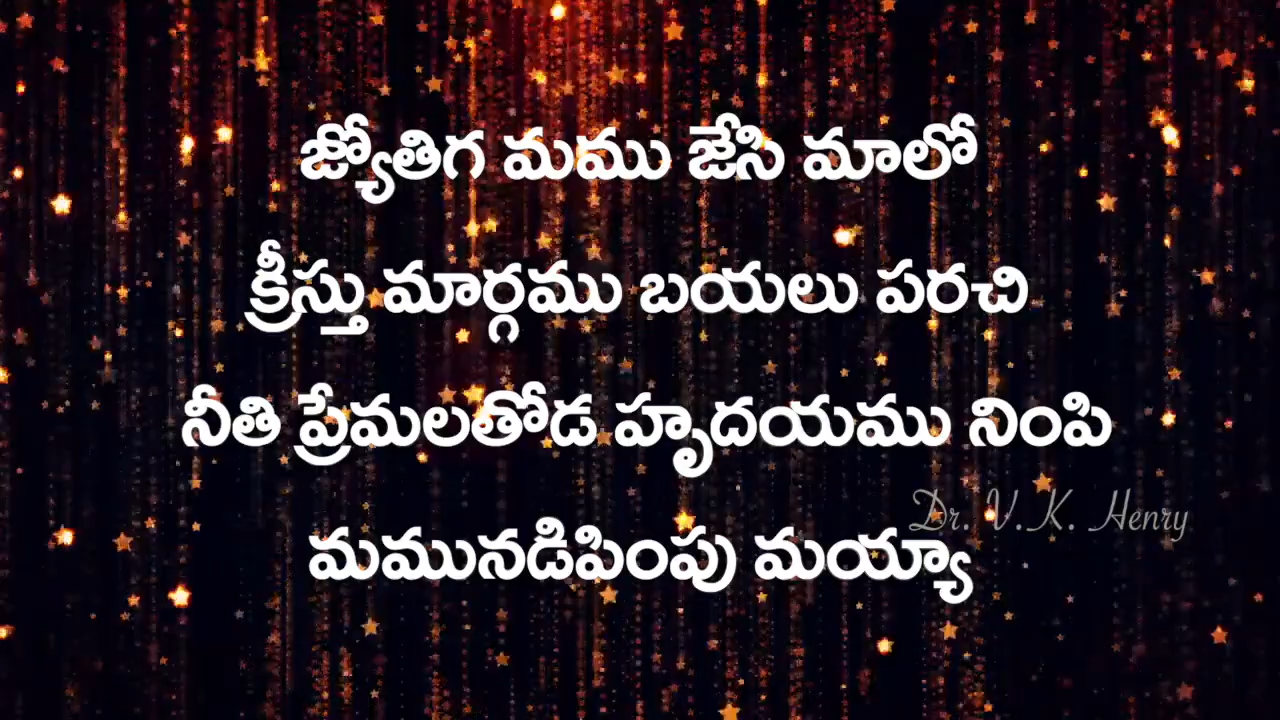 జ్యోతిగ మము జేసి మాలో
క్రీస్తు మార్గము బయలు పరచి
నీతి ప్రేమలతోడ హృదయము నింపి
Dr. V.K. Henry
మమునడిపింపు మయ్యా